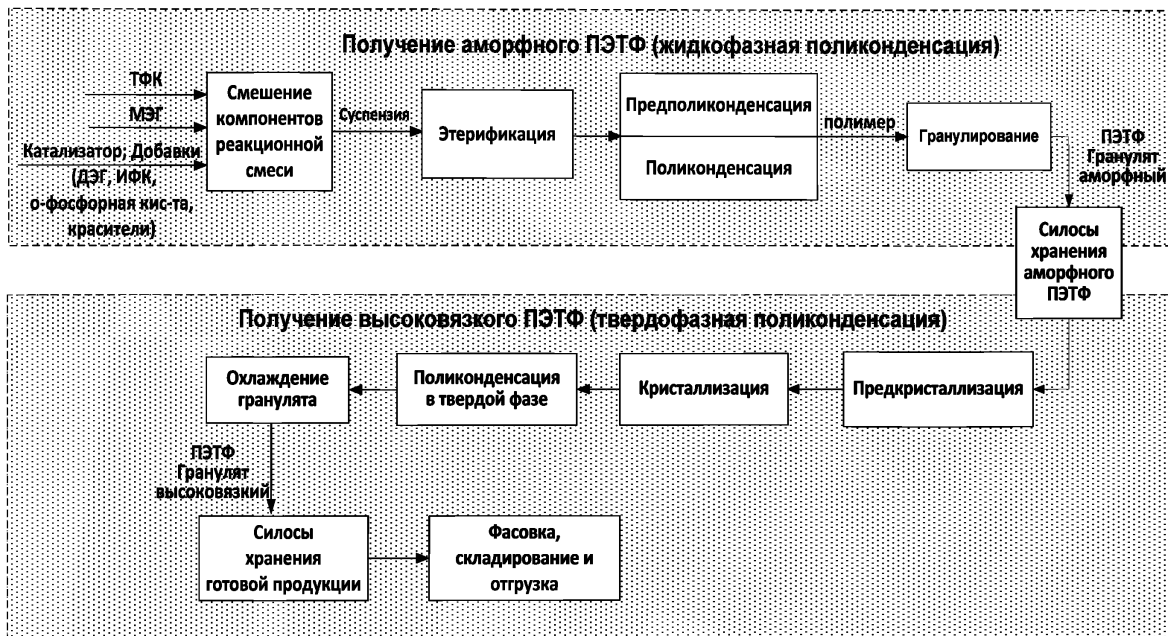 Получение аморфного ПЭТФ (жидкофазная поликонденсация)
ТФК
МЭГ
Катализатор; Добавки
(ДЭГ, ИФК,
о-фосфорная кис-та,
красители)
Смешение
компонентов
реакционной
смеси
Суспензия
Этерификация
Предполиконденсация
Поликонденсация
полимер
Гранулирование
ПЭТФ
Гранулят
аморфный
Силосы
хранения
аморфного
ПЭТФ
Получение высоковязкого ПЭТФ (твердофазная поликонденсация)
Предкристаллизация
Кристаллизация
Поликонденсация
в твердой фазе
Охлаждение
гранулята
ПЭТФ
Гранулят
высоковязкий
Силосы
хранения
готовой продукции
Фасовка,
складирование и
отгрузка